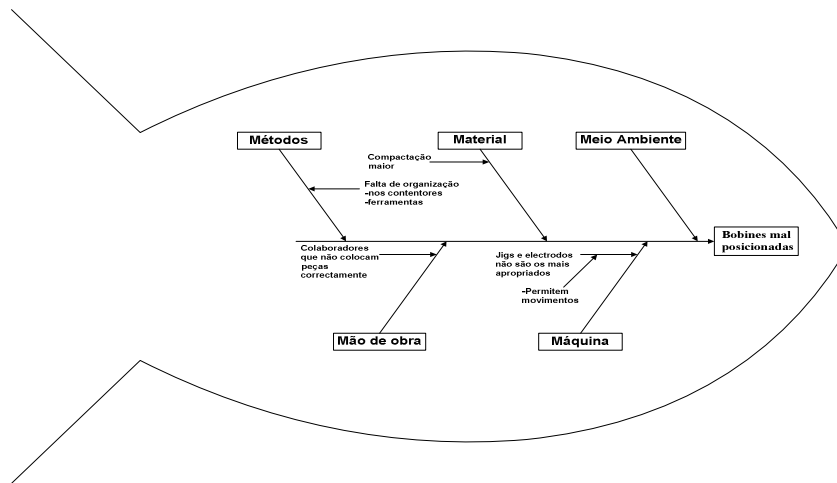 Métodos
Material
Meio Ambiente
Compactação
maior
Falta de organização
-nos contentores
-ferramentas
Bobines mal
posicionadas
Colaboradores
que não colocam
peças
correctamente
Jigs e electrodos
não são os mais
apropriados
-Permitem
movimentos
Mão de obra
Máquina